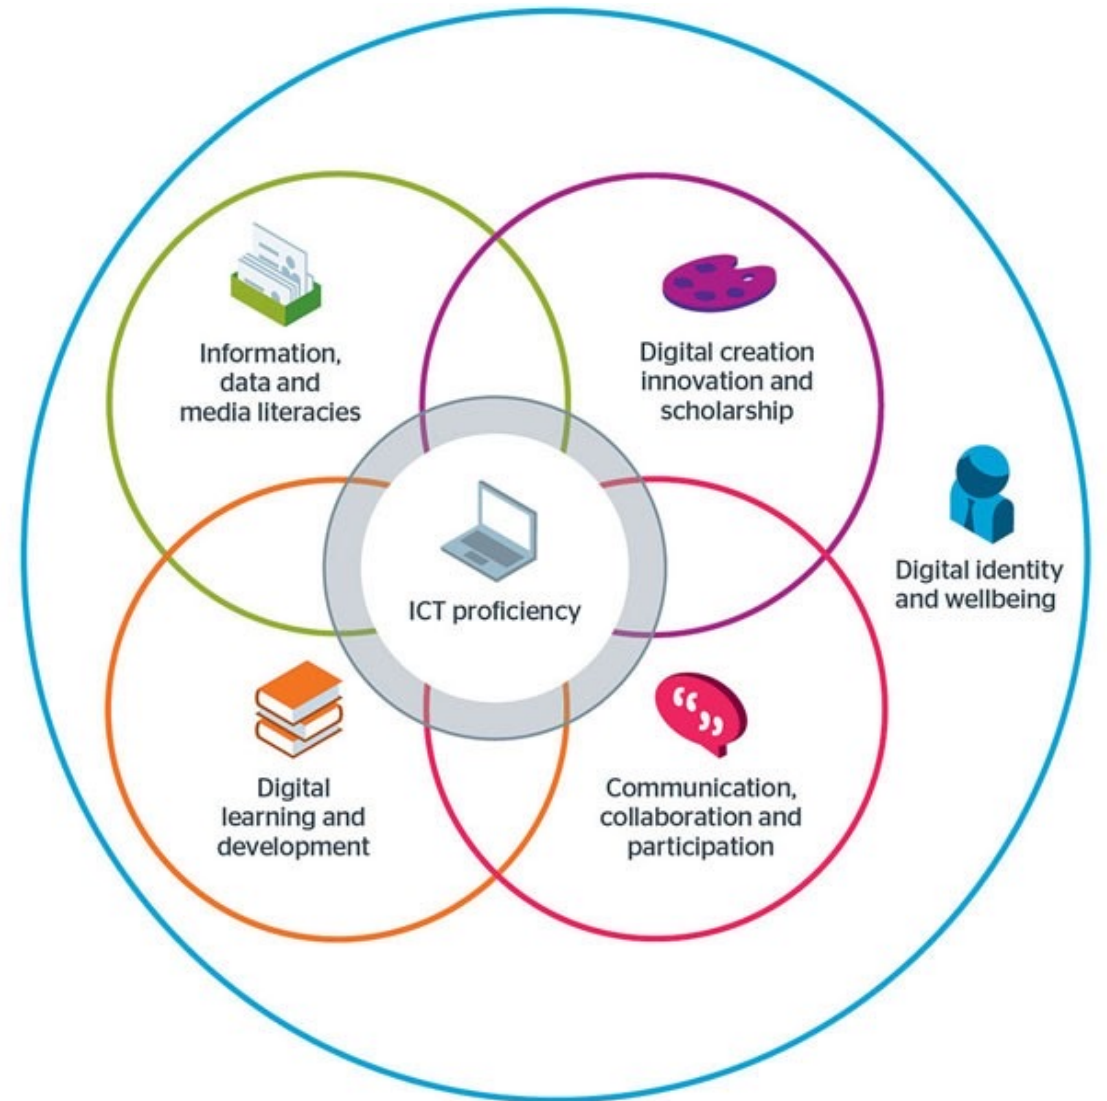 Information,
data and
media literacies
Digital creation
innovation and
scholarship
Digital identity
and wellbeing
ICT proficiency
Digital
learning and
development
Communication,
collaboration and
participation